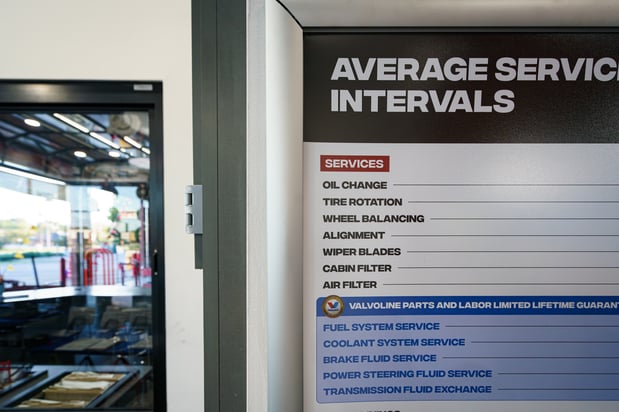 AVERAGE SERVIC
INTERVALS
SERVICES
OIL CHANGE
TIRE ROTATION
WHEEL BALANCING
ALIGNMENT
WIPER BLADES
CABIN FILTER
AIR FILTER
VALVOLINE PARTS AND LABOR LIMITED LIFETIME GUARANT
FUEL SYSTEM SERVICE
COOLANT SYSTEM SERVICE
BRAKE FLUID SERVICE
POWER STEERING FLUID SERVICE
TRANSMISSION FLUID EXCHANGE